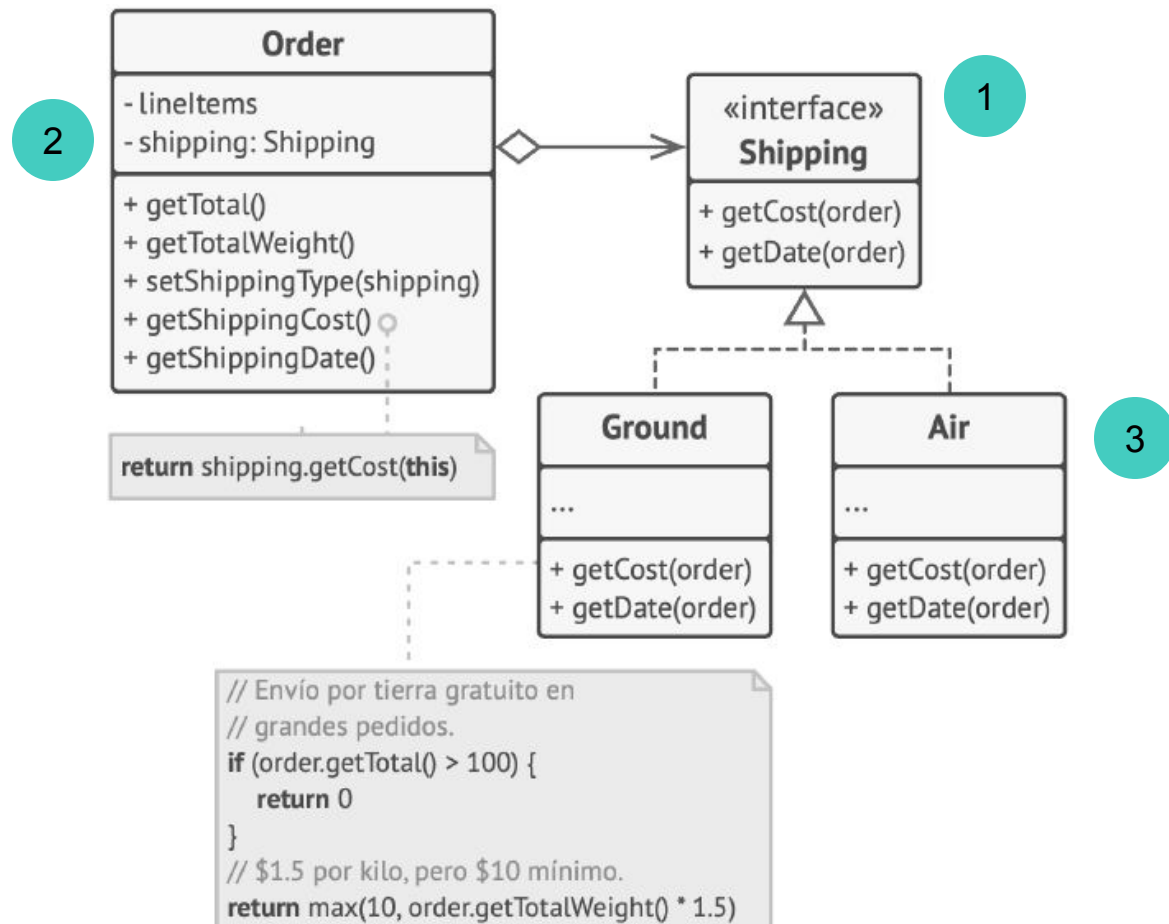 Order
- lineItems
- shipping: Shipping
+ getTotal()
+ getTotalWeight()
+ setShippingType(shipping)
+ getShippingCost()
+ getShippingDate()
2
return shipping.getCost(this)
«interface»
Shipping
+ getCost(order)
+ getDate(order)
1
Ground
...
+ getCost(order)
+ getDate(order)
Air
...
+ getCost(order)
+ getDate(order)
3
// Envío por tierra gratuito en
// grandes pedidos.
if (order.getTotal() > 100) {
return 0
}
// $1.5 por kilo, pero $10 mínimo.
return max(10, order.getTotalWeight() * 1.5)